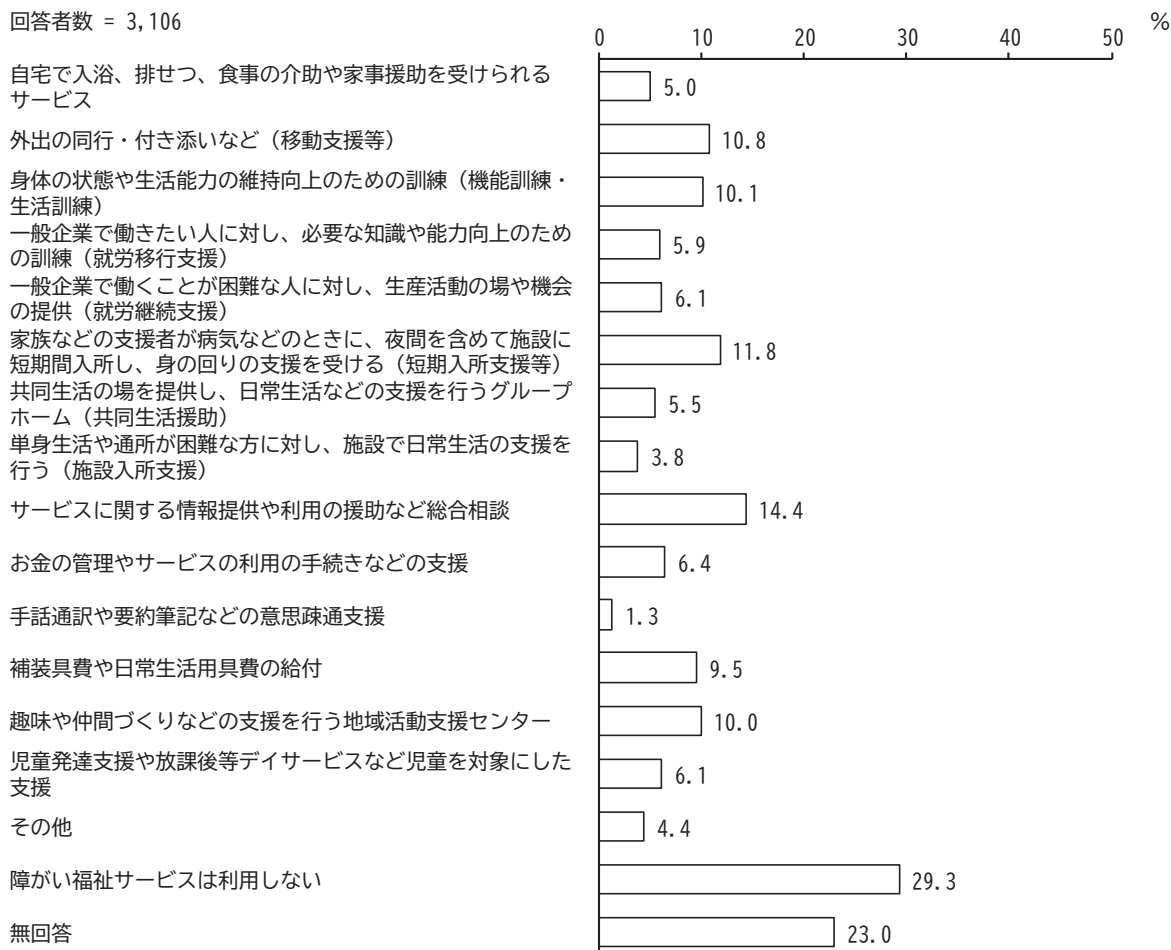 回答者数 = 3,106
%
0 10 20 30 40 50
自宅で入浴、排せつ、食事の介助や家事援助を受けられる
サービス
5.0
外出の同行・付き添いなど（移動支援等）
10.8
身体の状態や生活能力の維持向上のための訓練（機能訓練・
生活訓練）
10.1
一般企業で働きたい人に対し、必要な知識や能力向上のため
の訓練（就労移行支援）
5.9
一般企業で働くことが困難な人に対し、生産活動の場や機会
の提供（就労継続支援）
6.1
家族などの支援者が病気などのときに、夜間を含めて施設に
短期間入所し、身の回りの支援を受ける（短期入所支援等）
11.8
共同生活の場を提供し、日常生活などの支援を行うグループ
ホーム（共同生活援助）
5.5
単身生活や通所が困難な方に対し、施設で日常生活の支援を
行う（施設入所支援）
3.8
サービスに関する情報提供や利用の援助など総合相談
14.4
お金の管理やサービスの利用の手続きなどの支援
6.4
手話通訳や要約筆記などの意思疎通支援
1.3
補装具費や日常生活用具費の給付
9.5
趣味や仲間づくりなどの支援を行う地域活動支援センター
10.0
児童発達支援や放課後等デイサービスなど児童を対象にした
支援
6.1
その他
4.4
障がい福祉サービスは利用しない
29.3
無回答
23.0